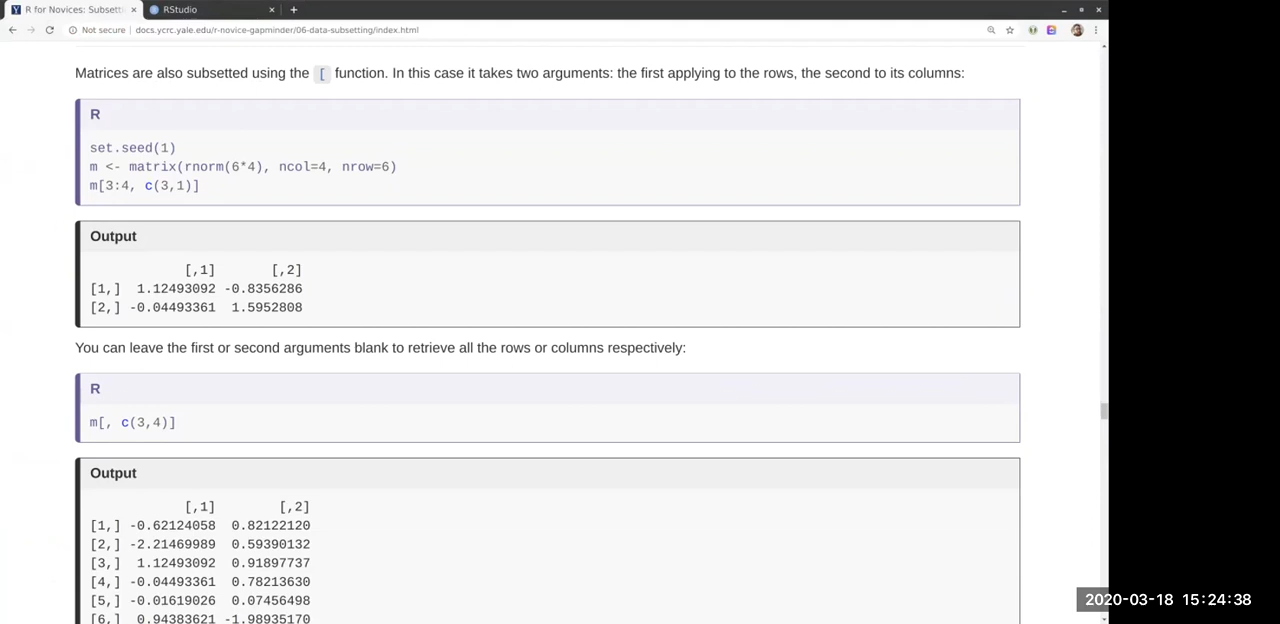 R for Novices: Subsetti
RStudio
Not secure | docs.ycrc.yale.edu/r-novice-gapminder/06-data-subsetting/index.html
Matrices are also subsetted using the [ function. In this case it takes two arguments: the first applying to the rows, the second to its columns:
R
set.seed(1)
m <- matrix(rnorm(6*4), ncol=4, nrow=6)
m[3:4, c(3,1)]
Output
[,1] [,2]
[1,] 1.12493092 -0.8356286
[2,] -0.04493361 1.5952808
You can leave the first or second arguments blank to retrieve all the rows or columns respectively:
R
m[, c(3,4)]
Output
[,1] [,2]
[1,] -0.62124058 0.82122120
[2,] -2.21469989 0.59390132
[3,] 1.12493092 0.91897737
[4,] -0.04493361 0.78213630
[5,] -0.01619026 0.07456498
[6,] 0.94383621 -1.98935170
2020-03-18 15:24:38